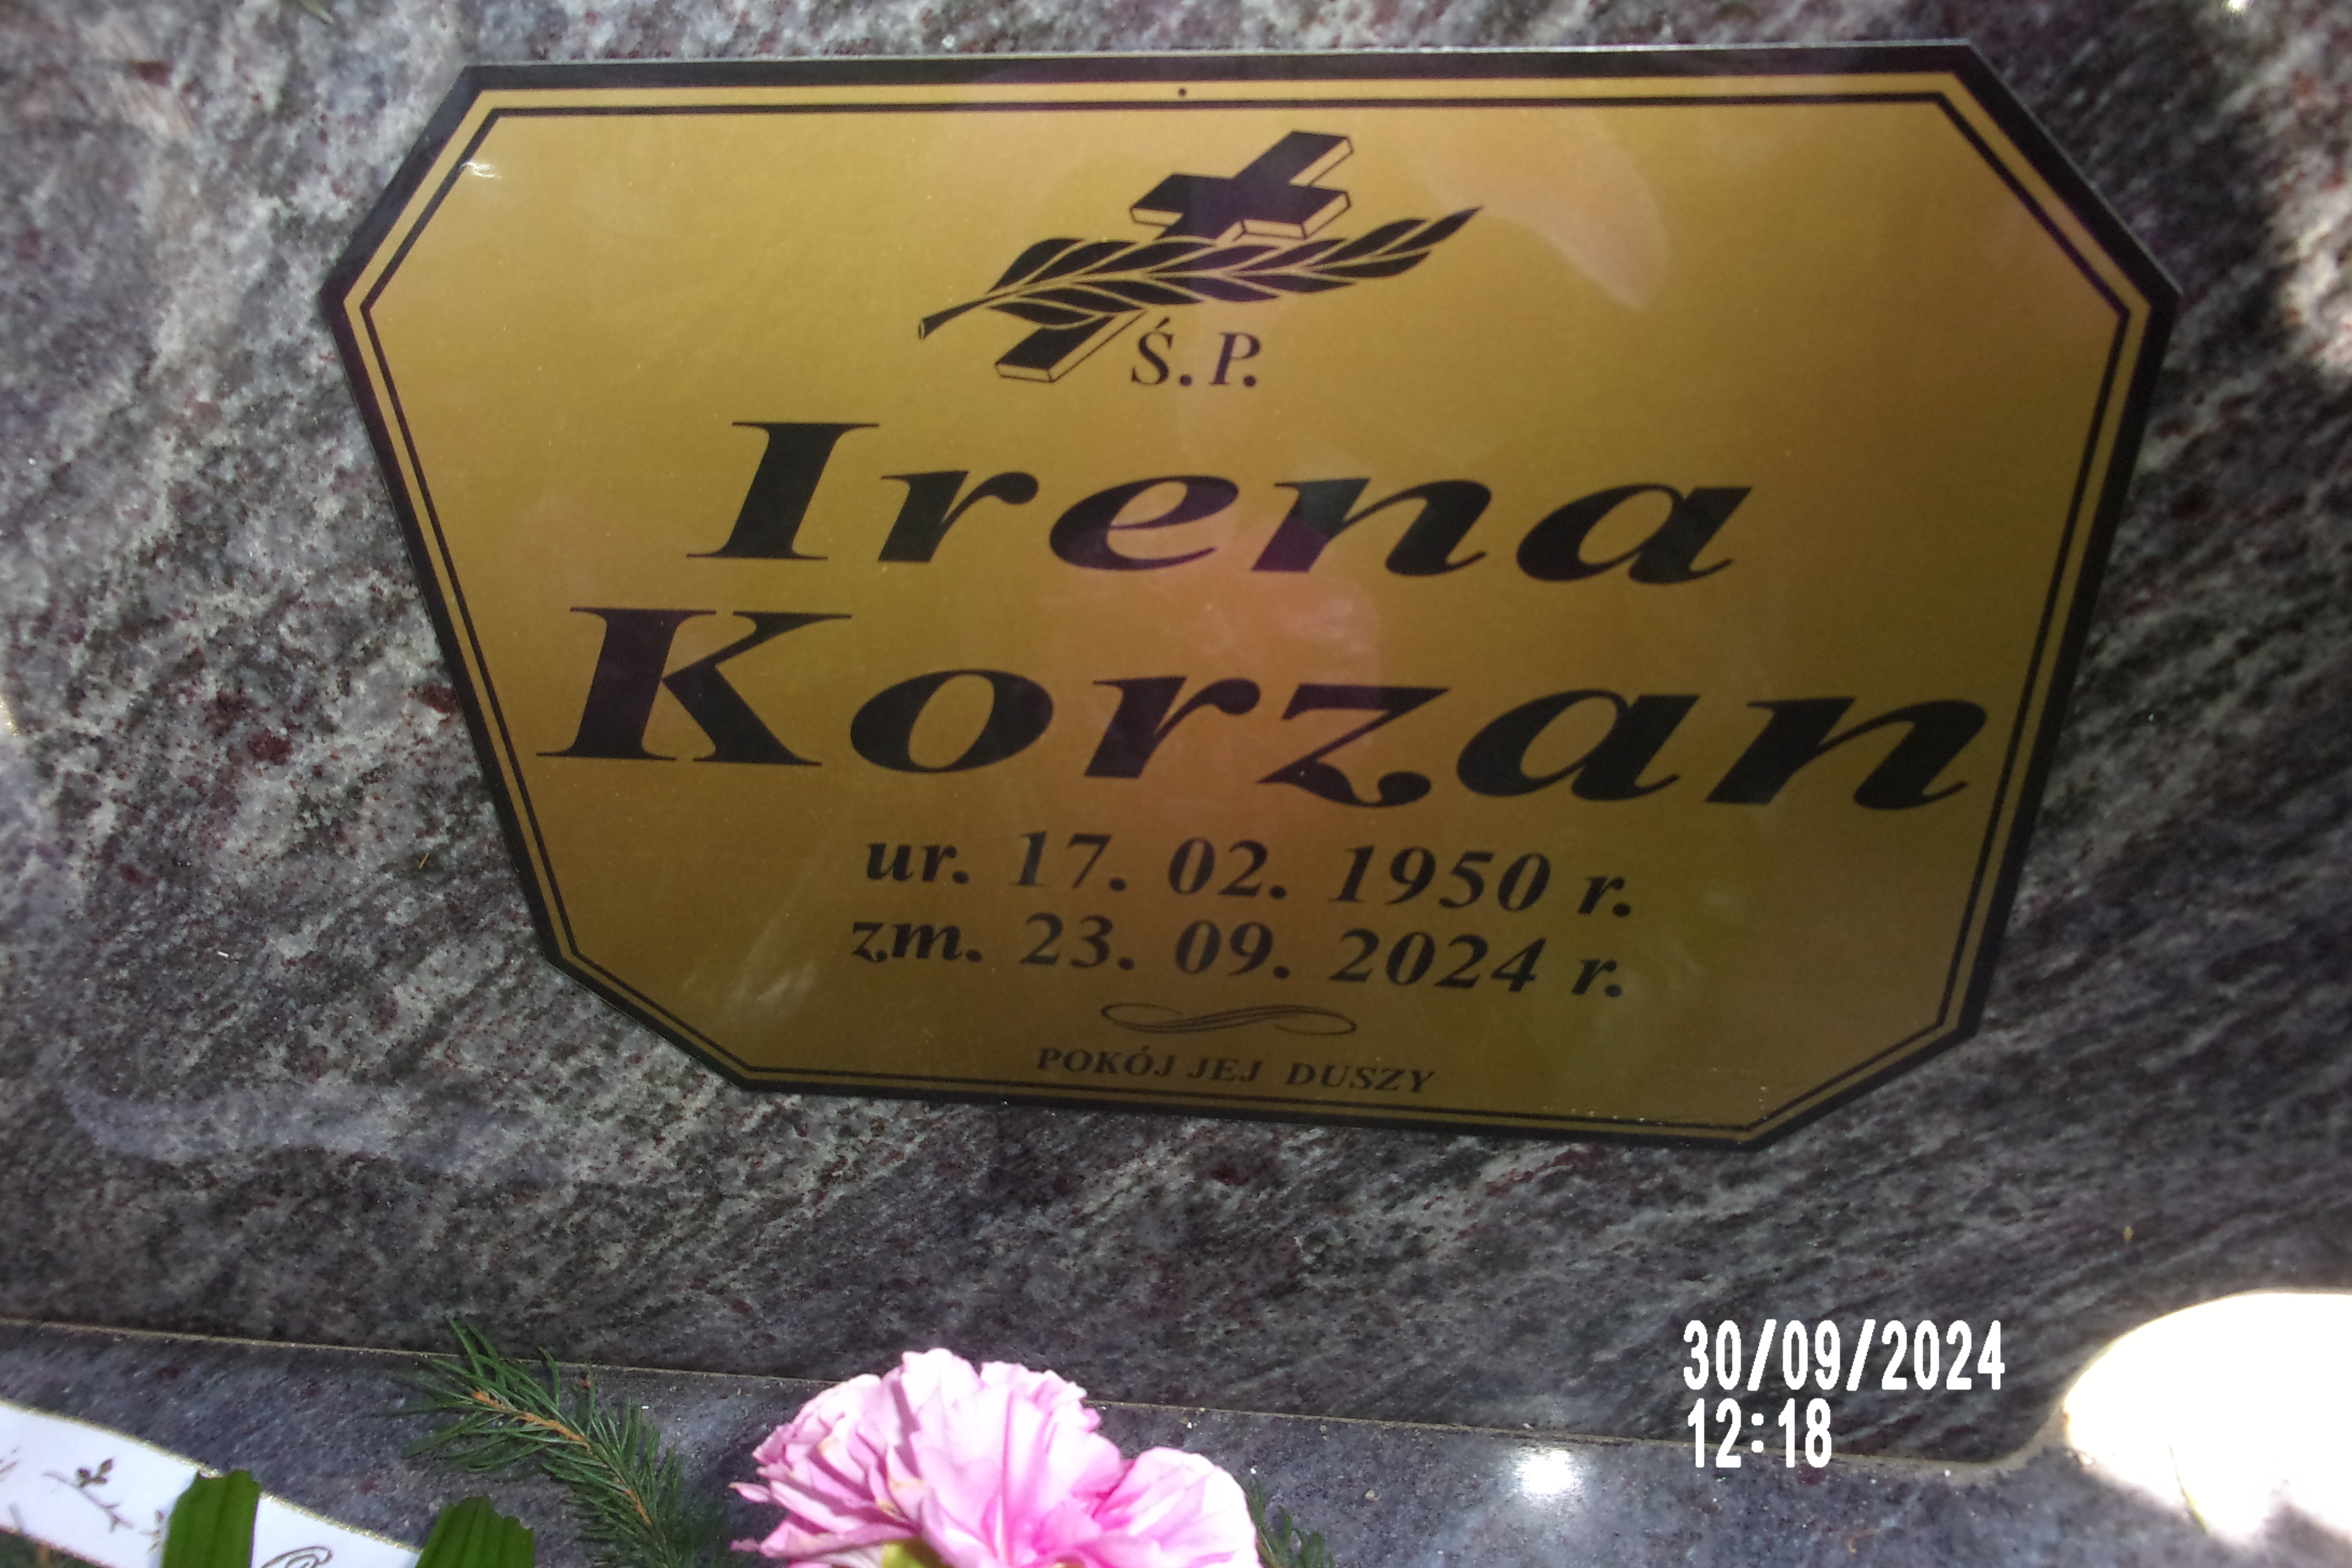 Ś.P.
Irena
Korzan
ur. 17. 02. 1950 r.
zm. 23. 09. 2024 r.
POKÓJ JEJ DUSZY
30/09/2024
12:18